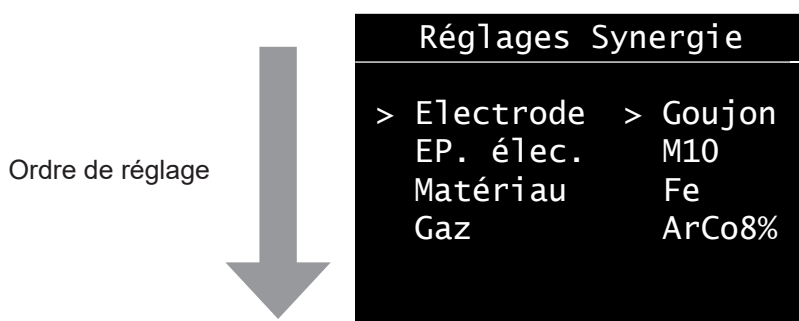 Réglages Synergie
> Electrode > Goujon
EP. élec. M10
Matériau Fe
Gaz ArCo8%
Ordre de réglage